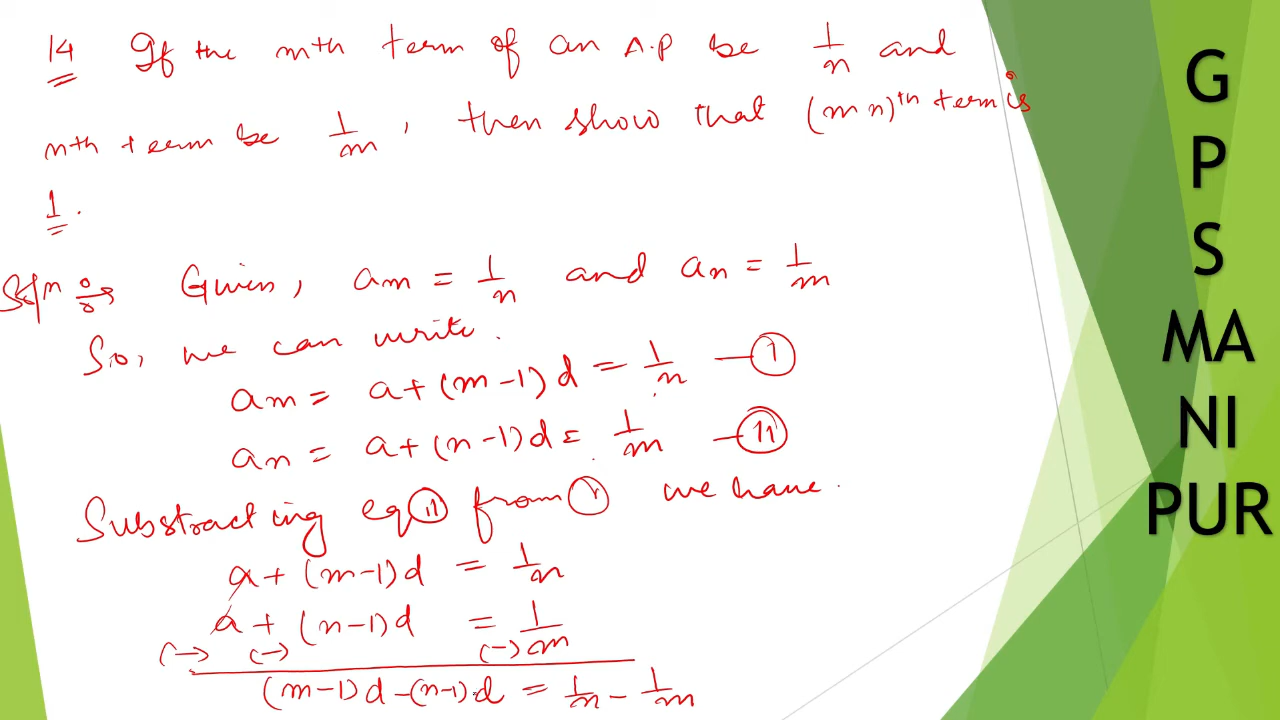 14 If the mth term of an A.P be 1/n and
nth term be 1/m, then show that (mn)th term is
1.
Soln :→ Given, am = 1/n and an = 1/m
So, we can write.
am = a+(m-1)d = 1/n — (I)
an = a+(n-1)d = 1/m — (II)
Substracting eq (II) from (I) we have.
a+(m-1)d = 1/n
a+(n-1)d = 1/m
(-) (-) (-)
(m-1)d-(n-1)d = 1/n - 1/m
G
P
S
MA
NI
PUR